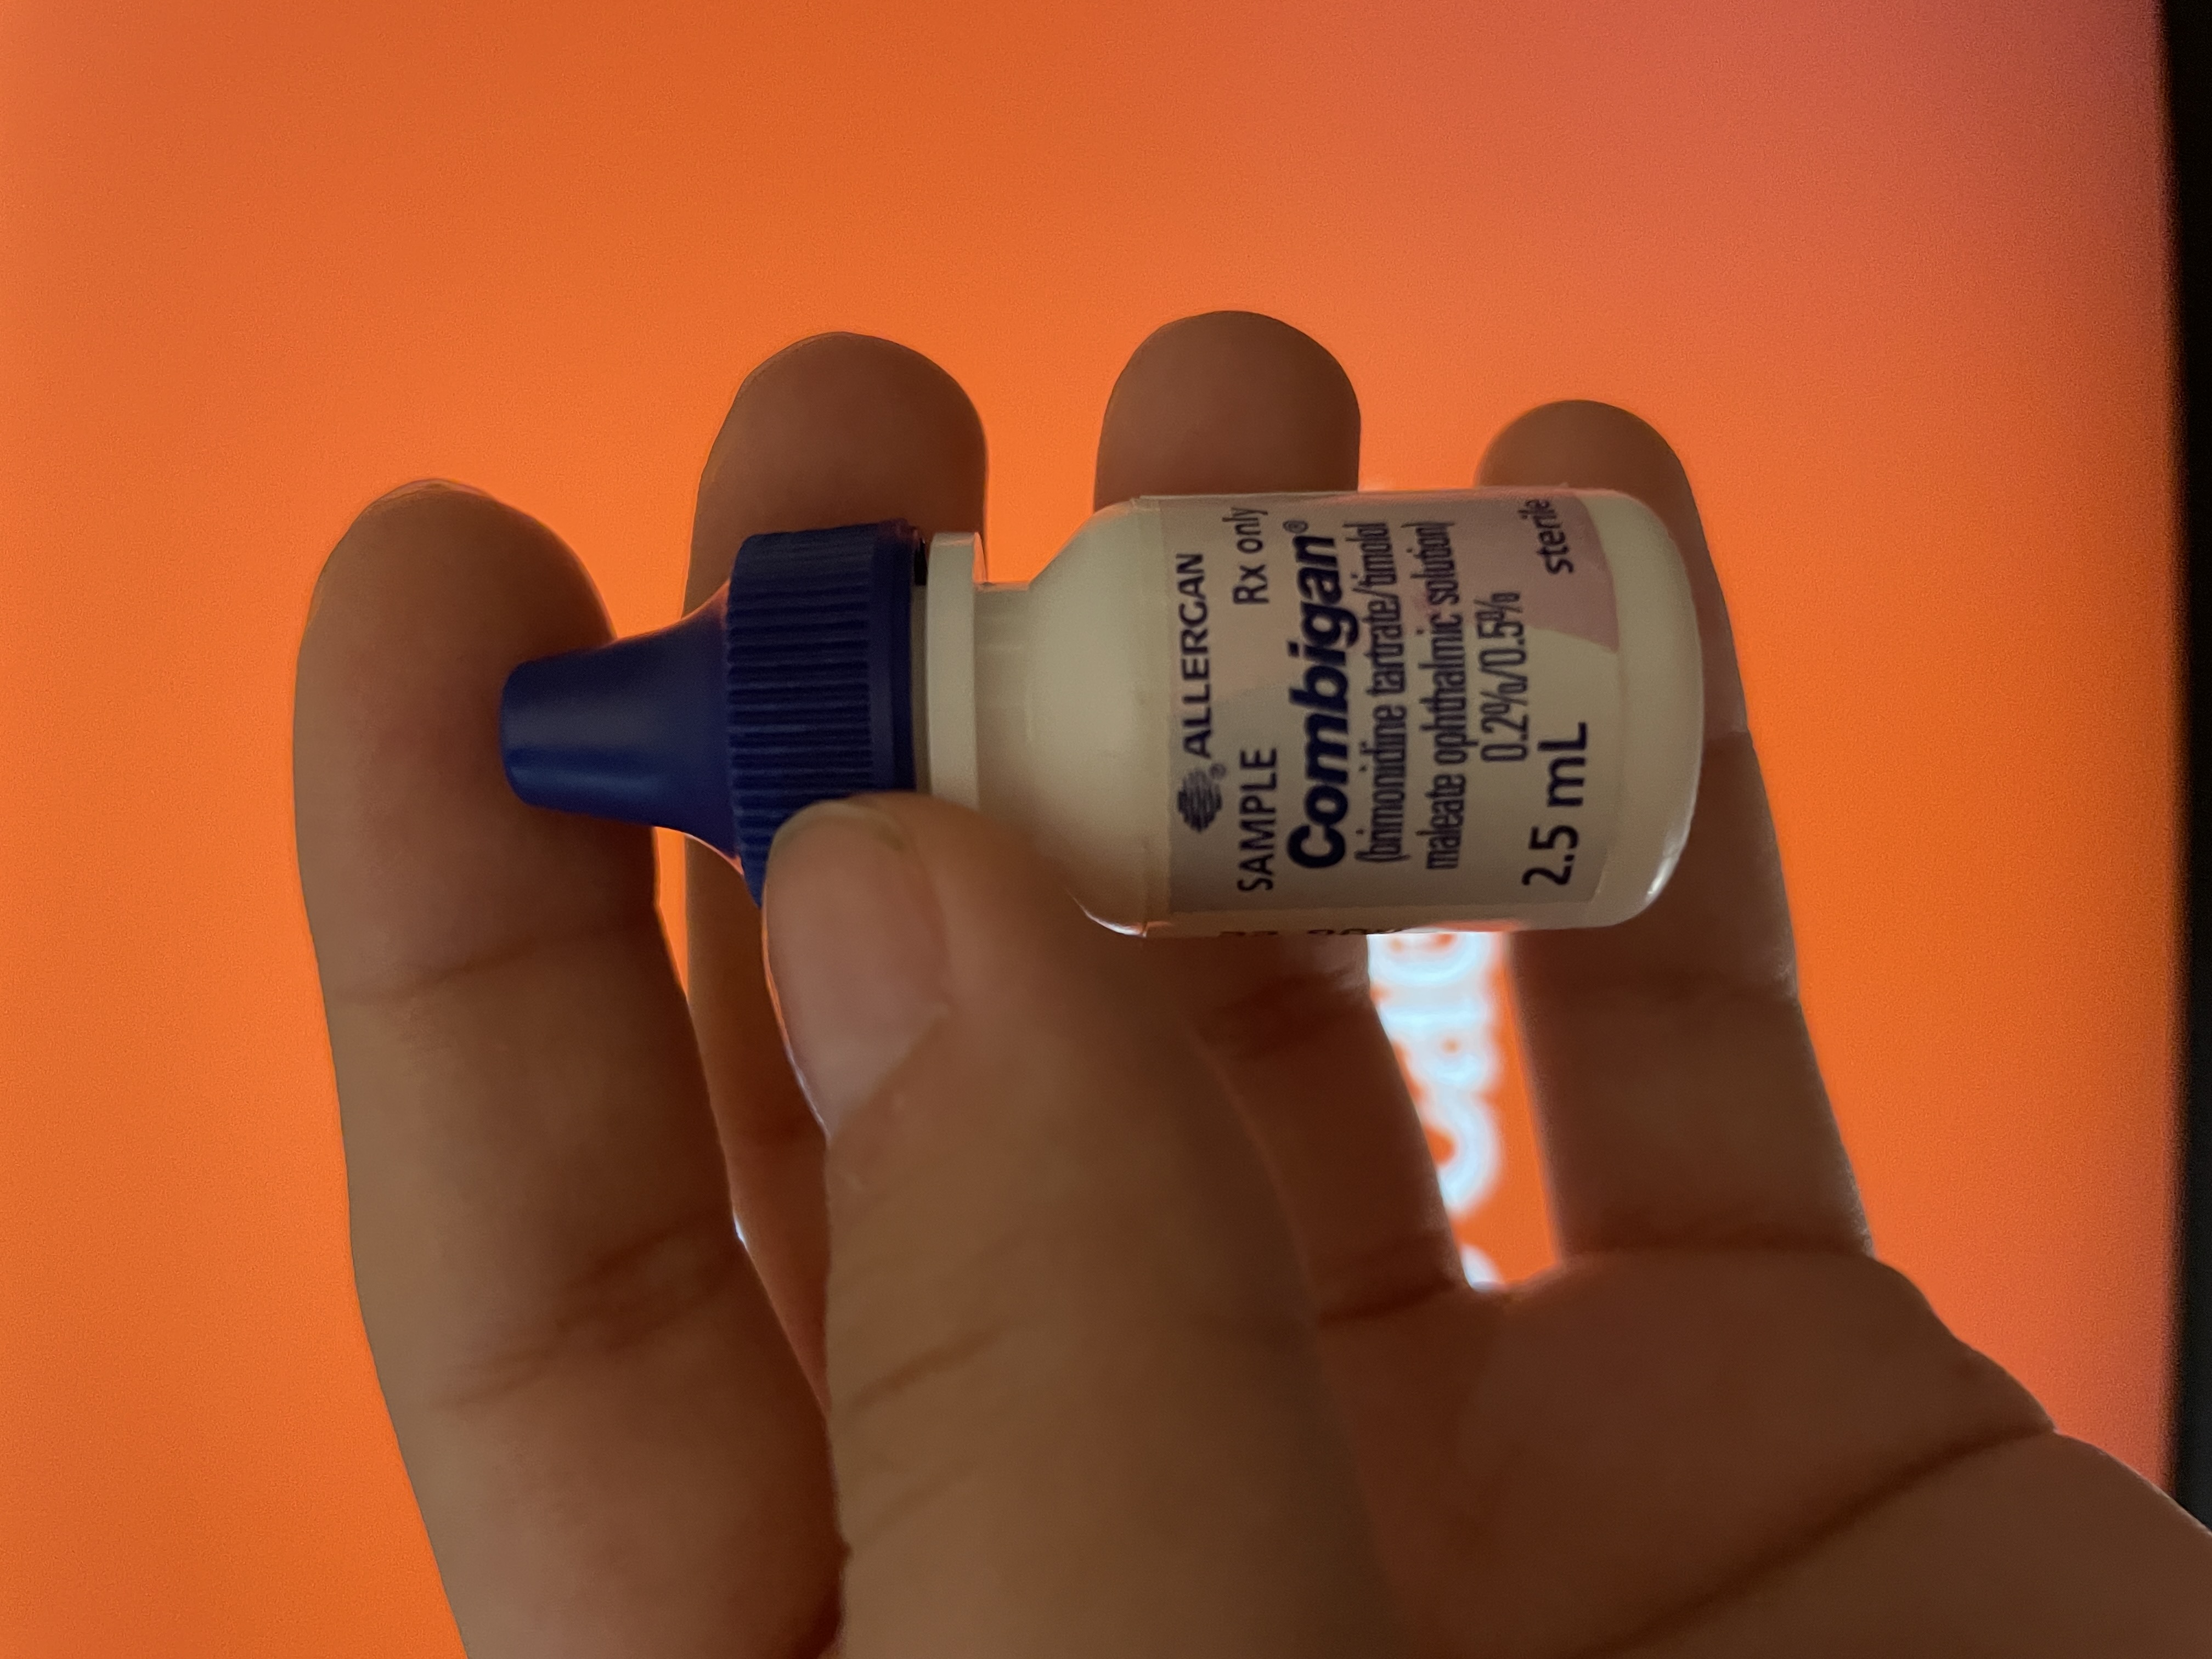 ALLERGAN
SAMPLE Rx only
Combigan®
(brimonidine tartrate/timolol
maleate ophthalmic solution)
0.2%/0.5%
2.5 mL sterile